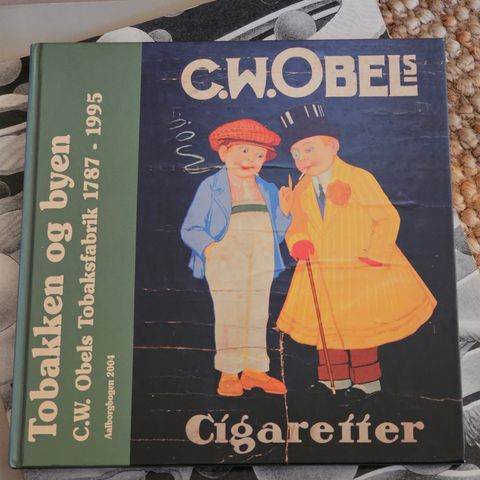 Tobakken og byen
C.W. Obels Tobaksfabrik 1787 - 1995
Aalborgbogen 2004
C.W.OBELS
Cigaretter